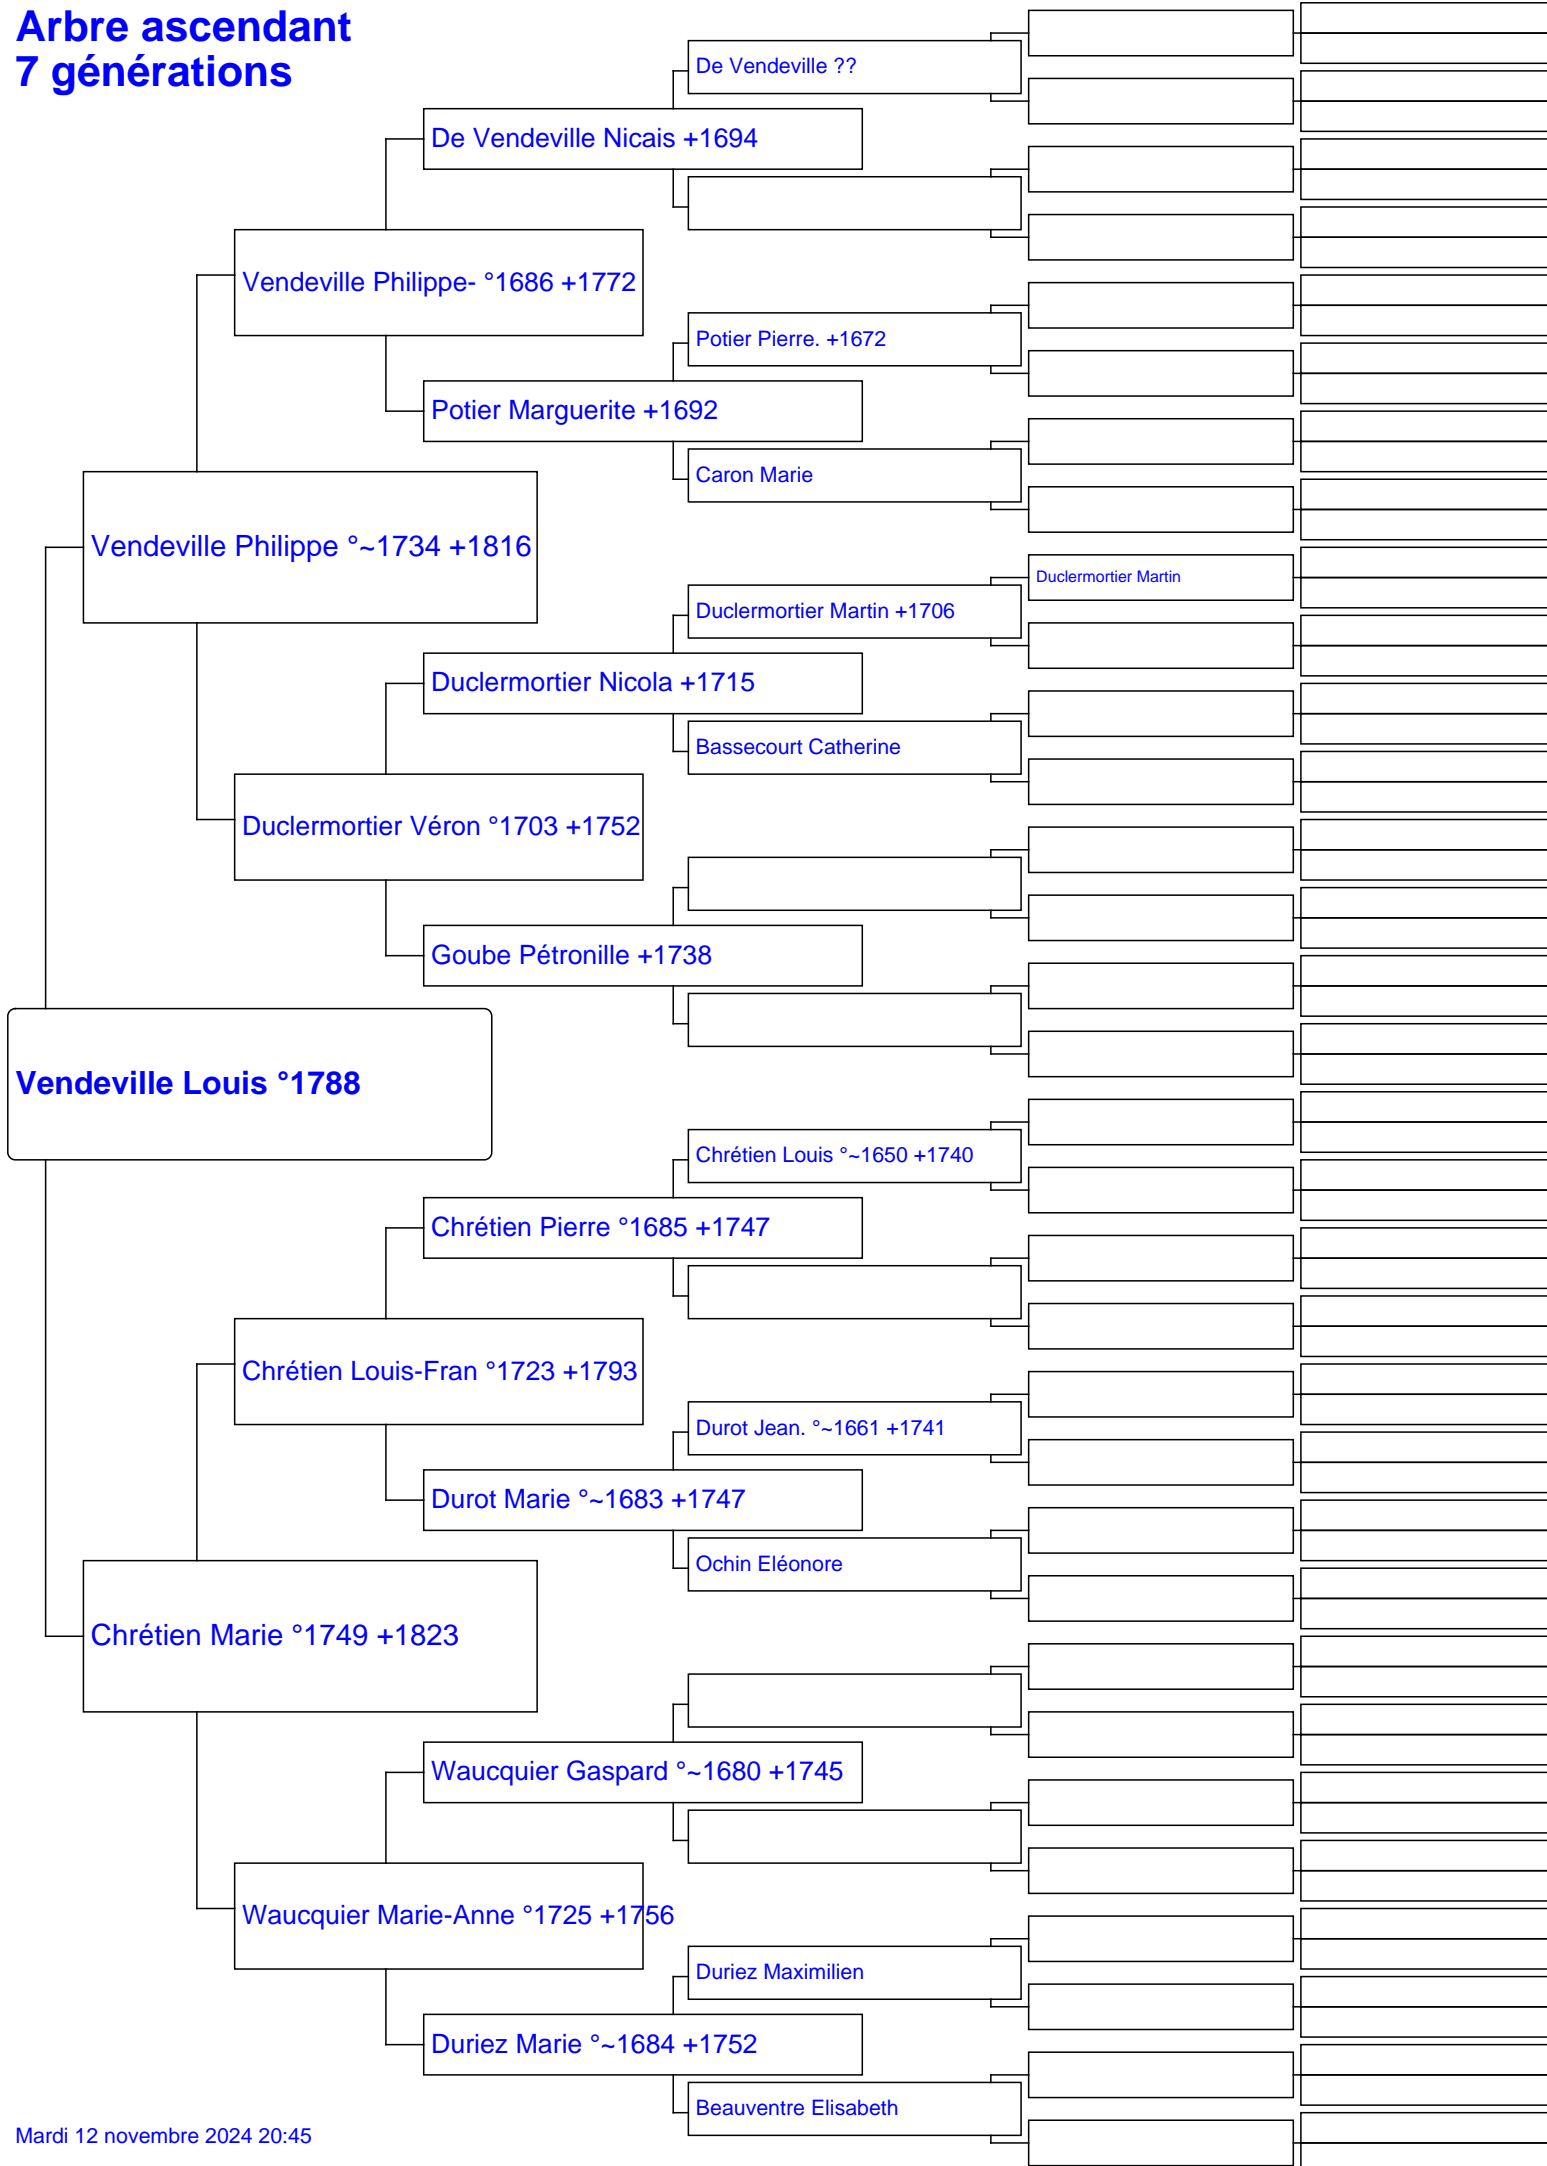 Arbre ascendant
7 générations
De Vendeville ??
De Vendeville Nicais +1694
Vendeville Philippe- °1686 +1772
Potier Pierre. +1672
Potier Marguerite +1692
Caron Marie
Vendeville Philippe °~1734 +1816
Duclermortier Martin
Duclermortier Martin +1706
Duclermortier Nicola +1715
Bassecourt Catherine
Duclermortier Véron °1703 +1752
Goube Pétronille +1738
Vendeville Louis °1788
Chrétien Louis °~1650 +1740
Chrétien Pierre °1685 +1747
Chrétien Louis-Fran °1723 +1793
Durot Jean. °~1661 +1741
Durot Marie °~1683 +1747
Ochin Eléonore
Chrétien Marie °1749 +1823
Waucquier Gaspard °~1680 +1745
Waucquier Marie-Anne °1725 +1756
Duriez Maximilien
Duriez Marie °~1684 +1752
Beauventre Elisabeth
Mardi 12 novembre 2024 20:45